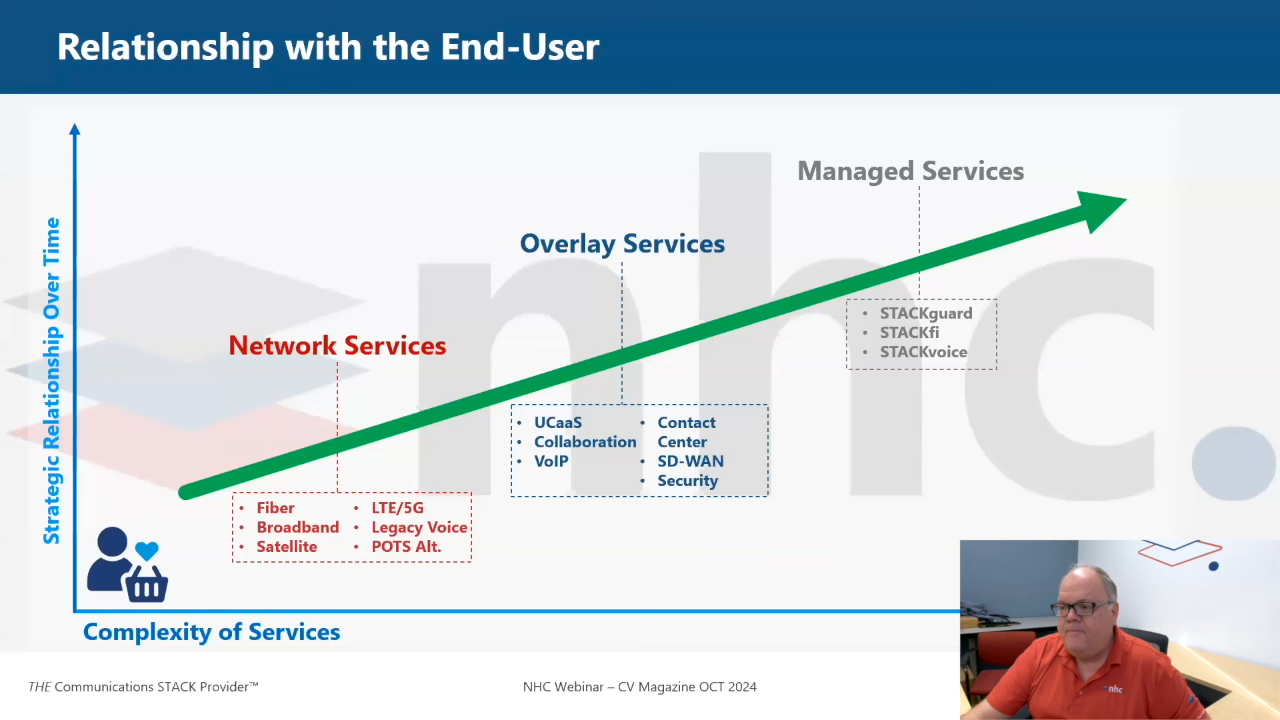 Relationship with the End-User
Strategic Relationship Over Time
Managed Services
Overlay Services
Network Services
• STACKguard
• STACKfi
• STACKvoice
• UCaaS
• Collaboration
• VoIP
• Contact
Center
• SD-WAN
• Security
• Fiber
• Broadband
• Satellite
• LTE/5G
• Legacy Voice
• POTS Alt.
nhc.
Complexity of Services
nhc
THE Communications STACK Provider™
NHC Webinar – CV Magazine OCT 2024